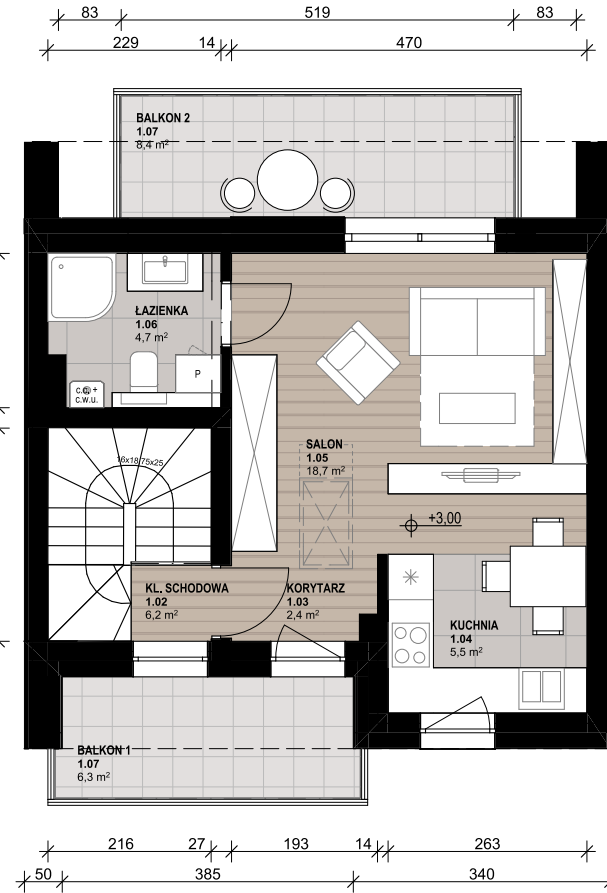 83 519 83
229 14 470
BALKON 2
1.07
8,4 m²
ŁAZIENKA
1.06
4,7 m²
P
c.o. +
c.w.u.
16x18,75x25
SALON
1.05
18,7 m²
+3,00
KL. SCHODOWA
1.02
6,2 m²
KORYTARZ
1.03
2,4 m²
KUCHNIA
1.04
5,5 m²
BALKON 1
1.07
6,3 m²
216 27 193 14 263
50 385 340